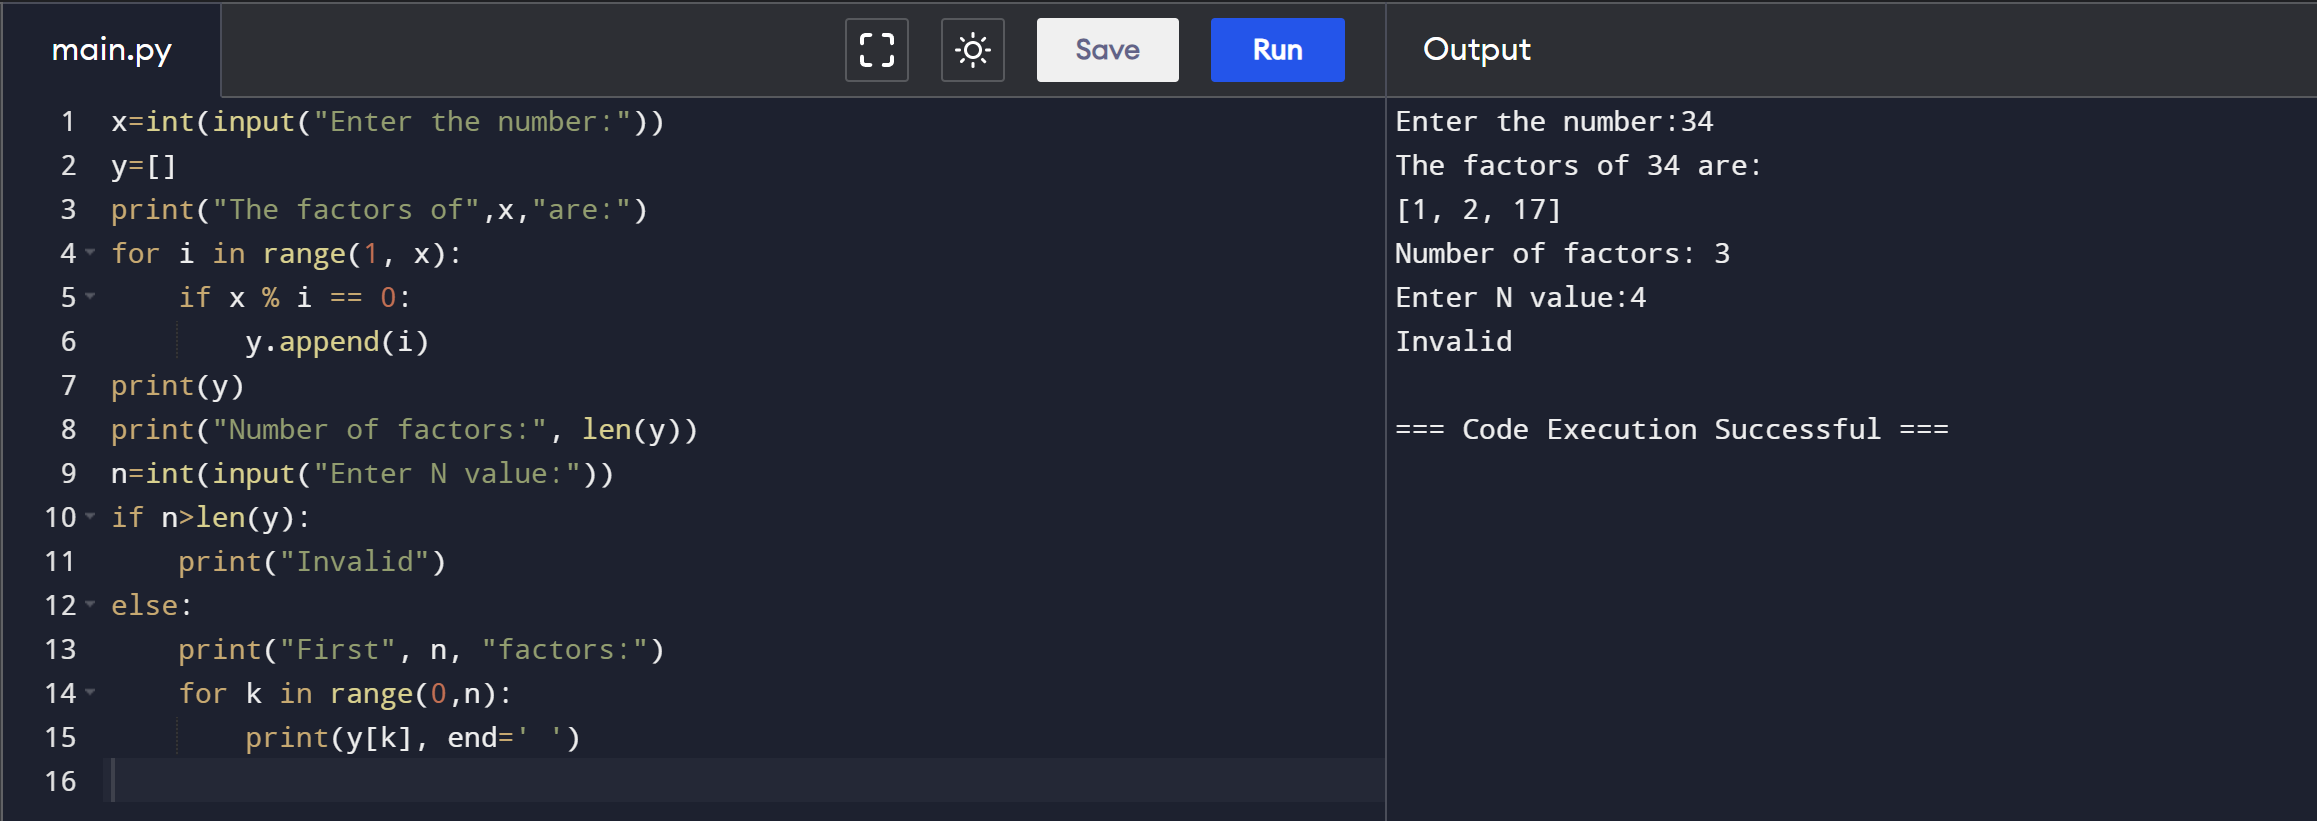 main.py
Save
Run
Output
1 x=int(input("Enter the number:"))
2 y=[]
3 print("The factors of",x,"are:")
4 for i in range(1, x):
5     if x % i == 0:
6         y.append(i)
7 print(y)
8 print("Number of factors:", len(y))
9 n=int(input("Enter N value:"))
10 if n>len(y):
11     print("Invalid")
12 else:
13     print("First", n, "factors:")
14     for k in range(0,n):
15         print(y[k], end=' ')
16
Enter the number:34
The factors of 34 are:
[1, 2, 17]
Number of factors: 3
Enter N value:4
Invalid
=== Code Execution Successful ===